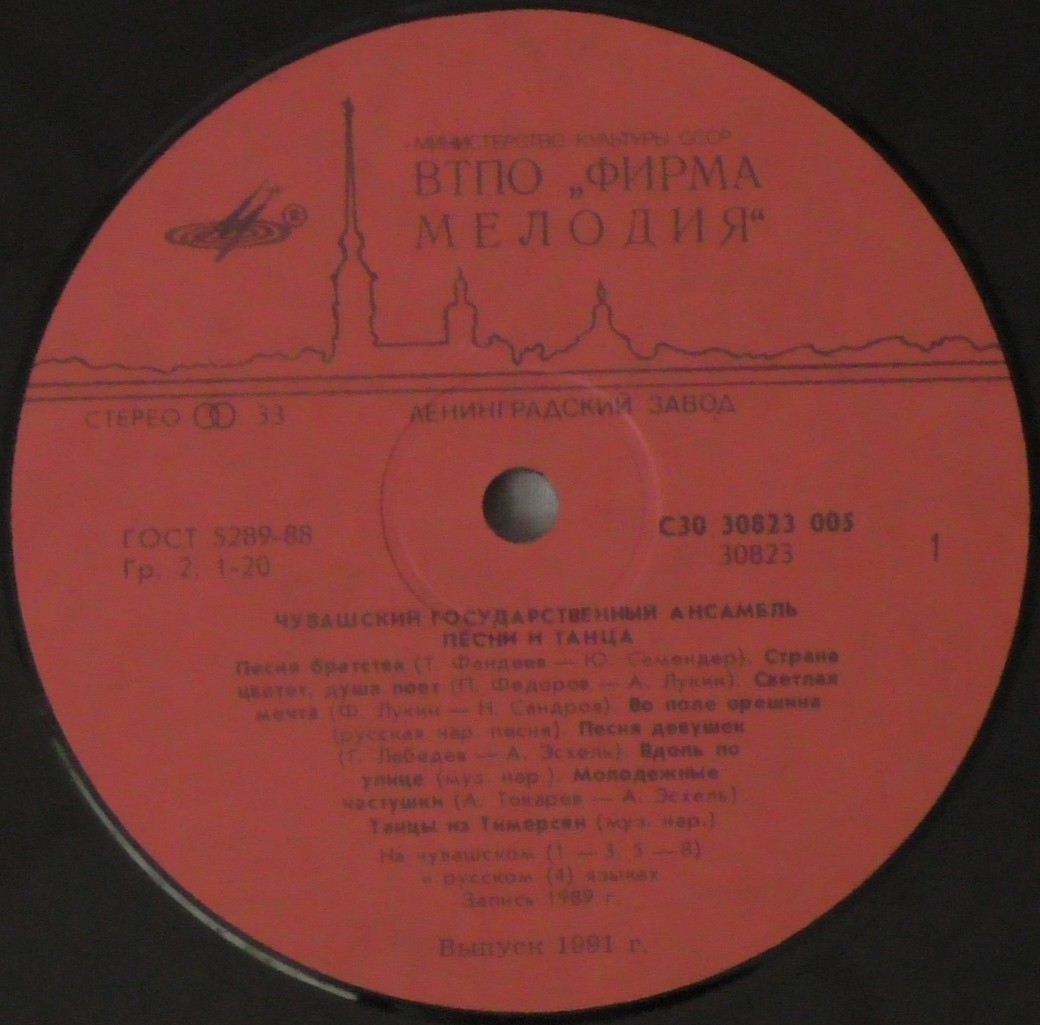 МИНИСТЕРСТВО КУЛЬТУРЫ СССР
ВТПО „ФИРМА
МЕЛОДИЯ“
СТЕРЕО 33
ЛЕНИНГРАДСКИЙ ЗАВОД
ГОСТ 5289-88
Гр. 2. 1-20
С30 30823 005
30823
1
ЧУВАШСКИЙ ГОСУДАРСТВЕННЫЙ АНСАМБЛЬ
ПЕСНИ И ТАНЦА
Песня братства (Т. Фандеев — Ю. Семендер). Страна
цветет, душа поет (П. Федоров — А. Лукин). Светлая
мечта (Ф. Лукин — Н. Сандров). Во поле орешина
(русская нар. песня). Песня девушек
(Г. Лебедев — А. Эсхель). Вдоль по
улице (муз. нар.). Молодежные
частушки (А. Токарев — А. Эсхель)
Танцы из Тимерсян (муз. нар.)
На чувашском (1 — 3, 5 — 8)
и русском (4) языках
Запись 1989 г.
Выпуск 1991 г.